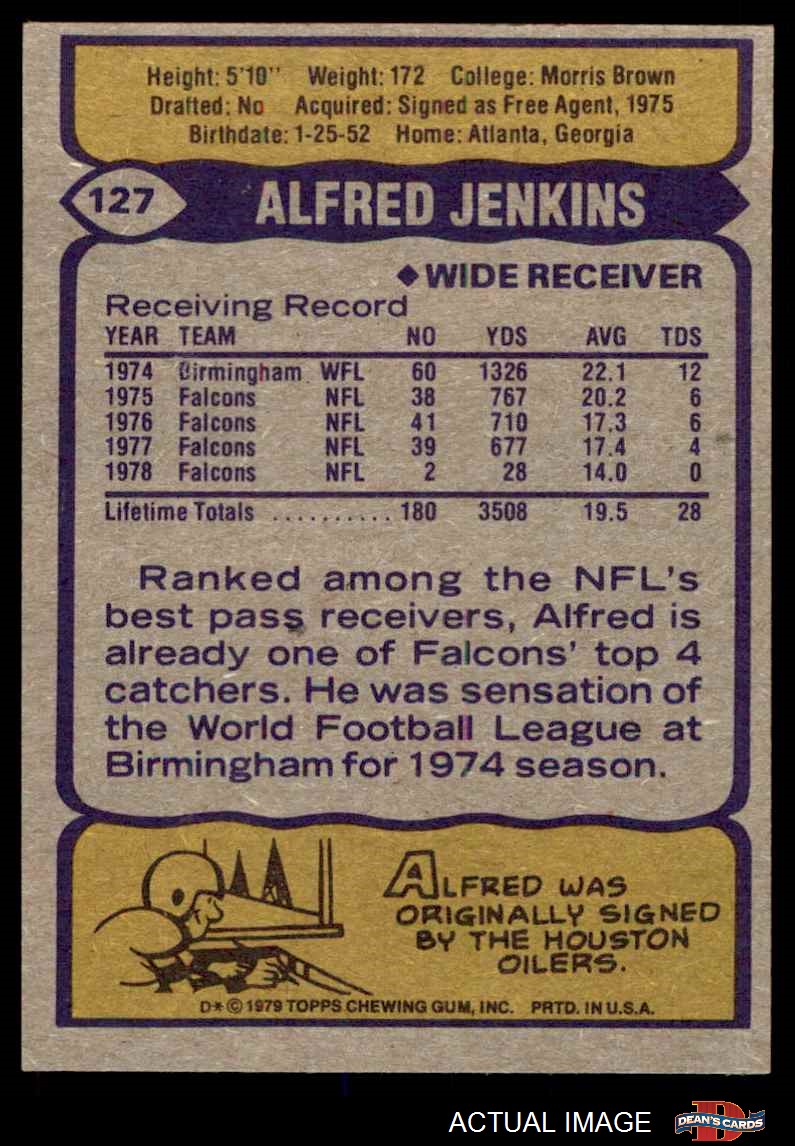 Height: 5'10" Weight: 172 College: Morris Brown
Drafted: No Acquired: Signed as Free Agent, 1975
Birthdate: 1-25-52 Home: Atlanta, Georgia
127 ALFRED JENKINS
◆ WIDE RECEIVER
Receiving Record
YEAR TEAM NO YDS AVG TDS
1974 Birmingham WFL 60 1326 22.1 12
1975 Falcons NFL 38 767 20.2 6
1976 Falcons NFL 41 710 17.3 6
1977 Falcons NFL 39 677 17.4 4
1978 Falcons NFL 2 28 14.0 0
Lifetime Totals .......... 180 3508 19.5 28
Ranked among the NFL's
best pass receivers, Alfred is
already one of Falcons' top 4
catchers. He was sensation of
the World Football League at
Birmingham for 1974 season.
ALFRED WAS
ORIGINALLY SIGNED
BY THE HOUSTON
OILERS.
D* © 1979 TOPPS CHEWING GUM, INC. PRTD. IN U.S.A.
ACTUAL IMAGE
D
DEAN'S CARDS